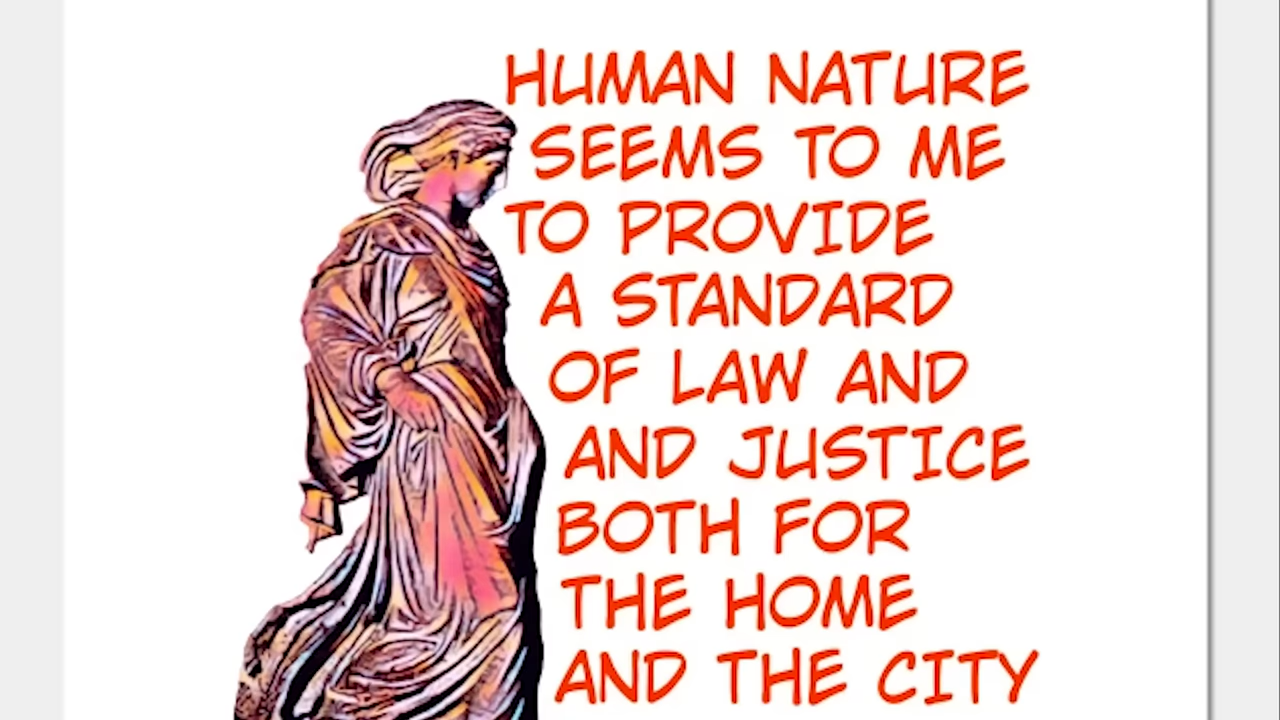 HUMAN NATURE
SEEMS TO ME
TO PROVIDE
A STANDARD
OF LAW AND
AND JUSTICE
BOTH FOR
THE HOME
AND THE CITY